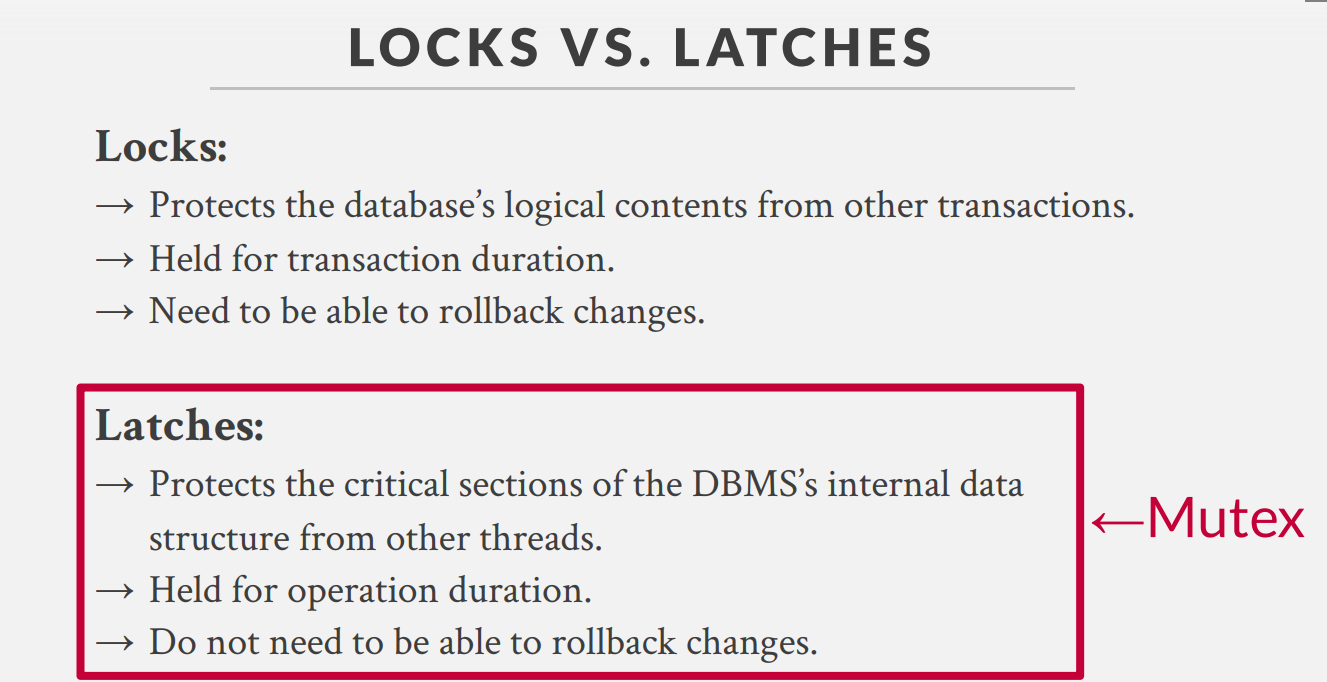 LOCKS VS. LATCHES
Locks:
→ Protects the database’s logical contents from other transactions.
→ Held for transaction duration.
→ Need to be able to rollback changes.
Latches:
→ Protects the critical sections of the DBMS’s internal data
structure from other threads.
→ Held for operation duration.
→ Do not need to be able to rollback changes.
←Mutex